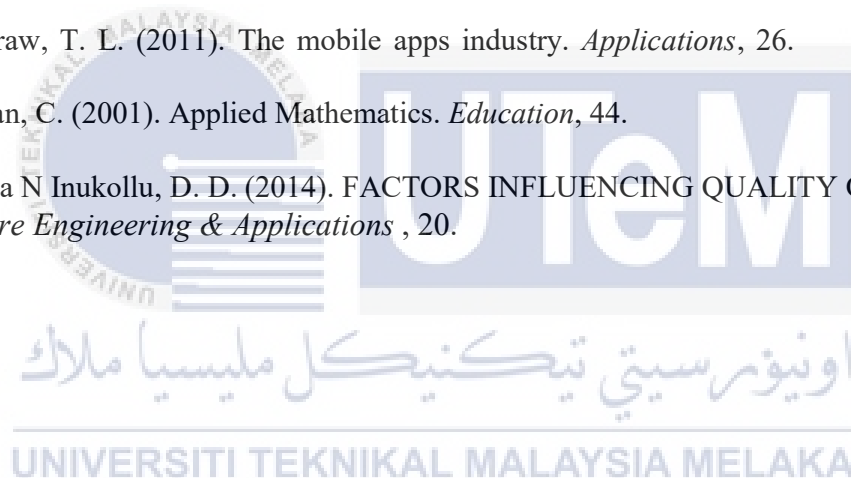 raw, T. L. (2011). The mobile apps industry. Applications, 26.
an, C. (2001). Applied Mathematics. Education, 44.
a N Inukollu, D. D. (2014). FACTORS INFLUENCING QUALITY
re Engineering & Applications , 20.
UTeM
اونيۏرسيتي تيكنيكل مليسيا ملاك
UNIVERSITI TEKNIKAL MALAYSIA MELAKA